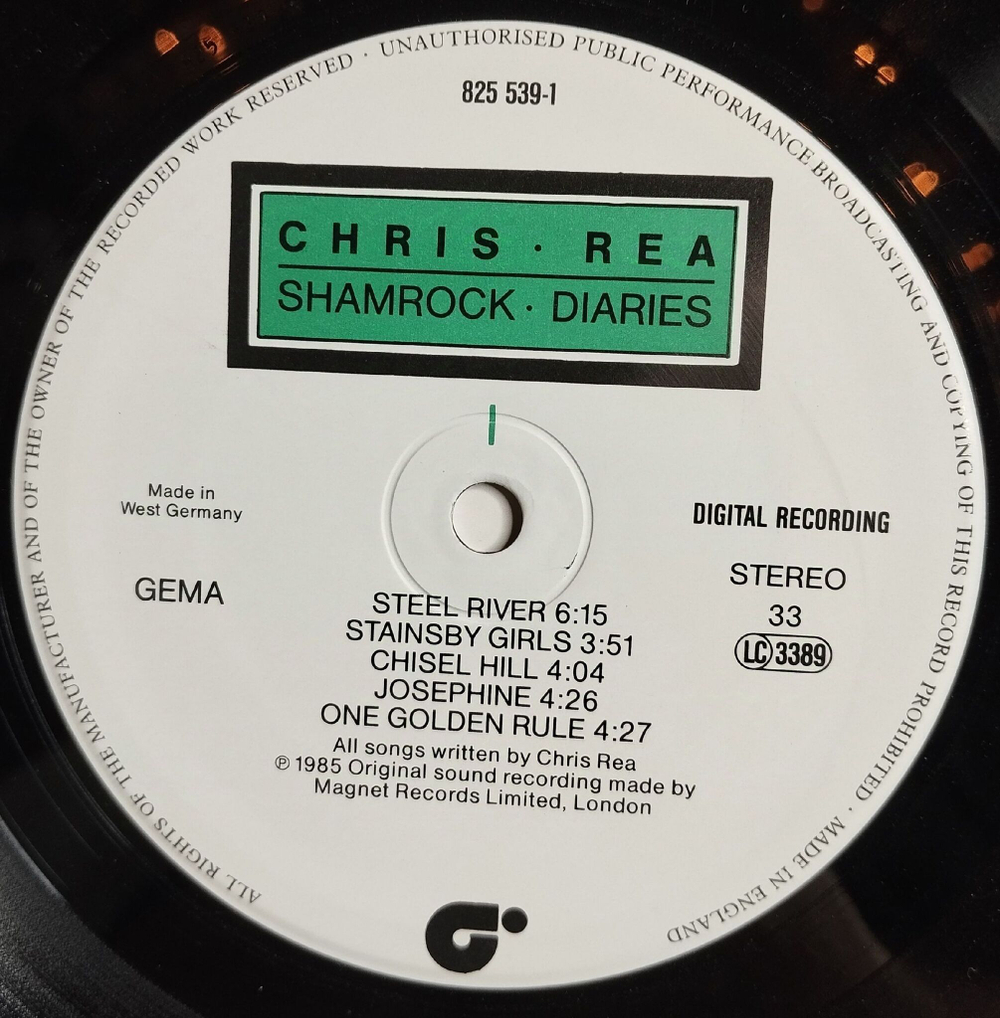 ALL RIGHTS OF THE MANUFACTURER AND OF THE OWNER OF THE RECORDED WORK RESERVED · UNAUTHORISED PUBLIC PERFORMANCE BROADCASTING AND COPYING OF THIS RECORD PROHIBITED · MADE IN ENGLAND
825 539-1
CHRIS · REA
SHAMROCK · DIARIES
Made in
West Germany
GEMA
DIGITAL RECORDING
STEREO
33
LC 3389
STEEL RIVER 6:15
STAINSBY GIRLS 3:51
CHISEL HILL 4:04
JOSEPHINE 4:26
ONE GOLDEN RULE 4:27
All songs written by Chris Rea
℗ 1985 Original sound recording made by
Magnet Records Limited, London